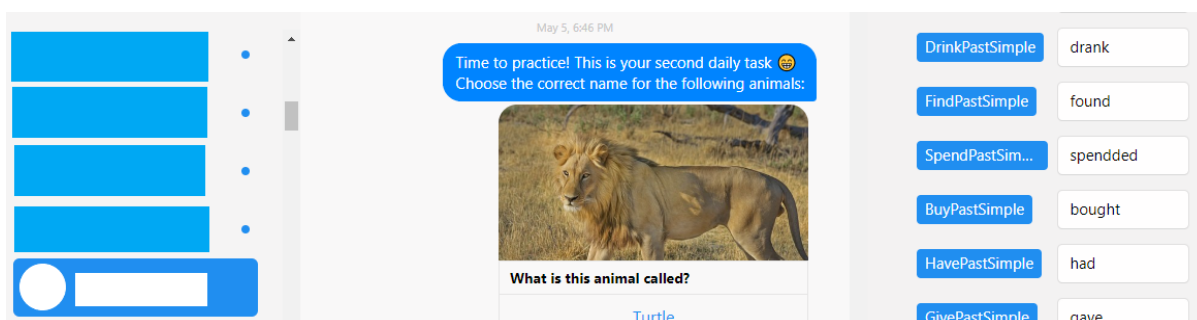 May 5, 6:46 PM
Time to practice! This is your second daily task 😁
Choose the correct name for the following animals:
What is this animal called?
Turtle
DrinkPastSimple drank
FindPastSimple found
SpendPastSim... spendded
BuyPastSimple bought
HavePastSimple had
GivePastSimple gave